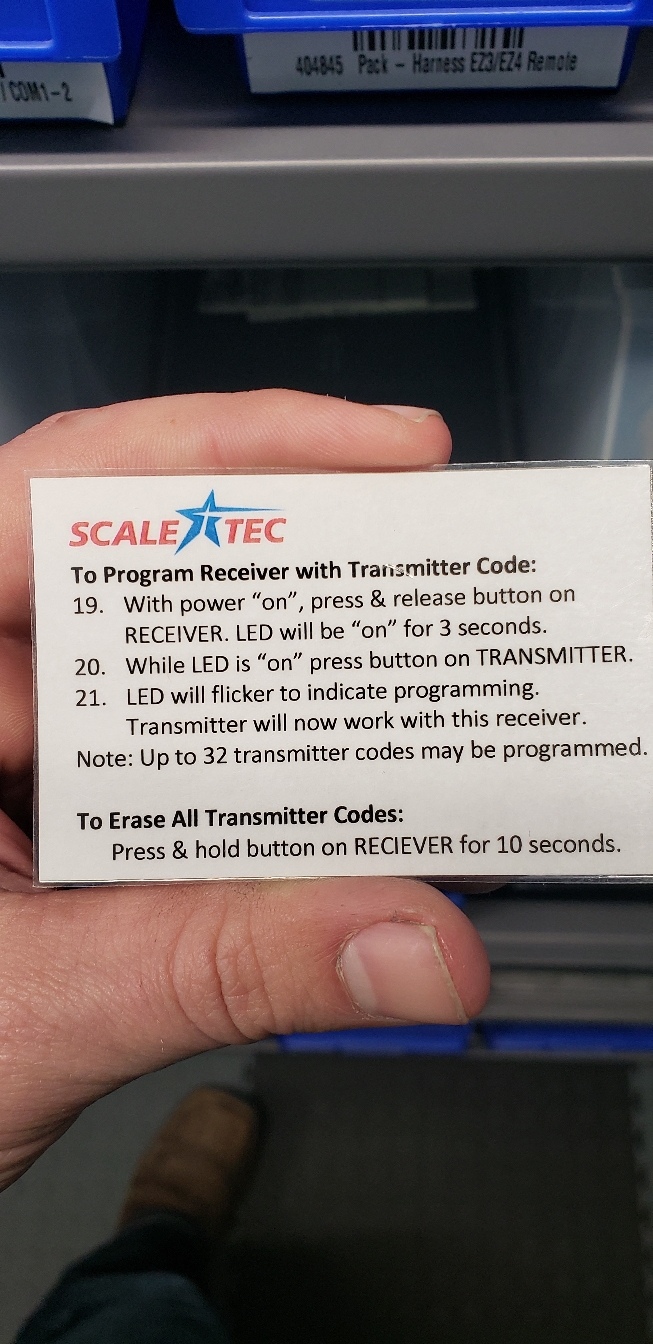 I COM1-2
404845 Pack - Harness EZ3/EZ4 Remote
SCALE TEC
To Program Receiver with Transmitter Code:
19. With power “on”, press & release button on
RECEIVER. LED will be “on” for 3 seconds.
20. While LED is “on” press button on TRANSMITTER.
21. LED will flicker to indicate programming.
Transmitter will now work with this receiver.
Note: Up to 32 transmitter codes may be programmed.
To Erase All Transmitter Codes:
Press & hold button on RECIEVER for 10 seconds.